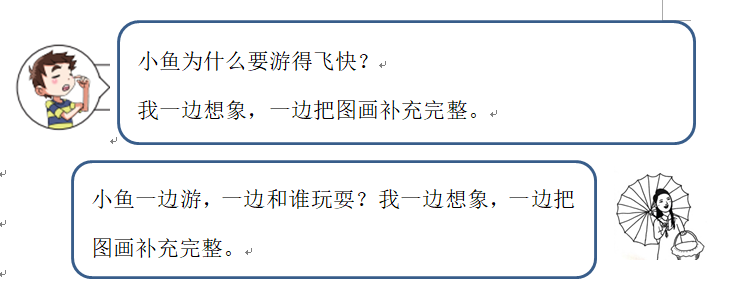 小鱼为什么要游得飞快？
我一边想象，一边把图画补充完整。
小鱼一边游，一边和谁玩耍？我一边想象，一边把
图画补充完整。